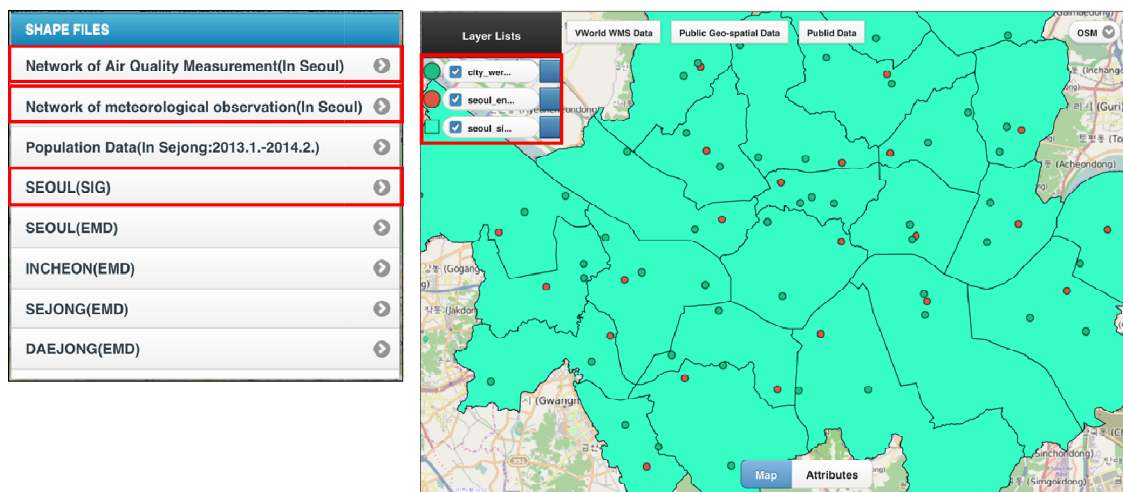 SHAPE FILES
Network of Air Quality Measurement(In Seoul)
Network of meteorological observation(In Seoul)
Population Data(In Sejong:2013.1.-2014.2.)
SEOUL(SIG)
SEOUL(EMD)
INCHEON(EMD)
SEJONG(EMD)
DAEJONG(EMD)
Layer Lists
VWorld WMS Data
Public Geo-spatial Data
Publid Data
OSM
city_wer...
seoul_en...
seoul_si...
(Guri)
(Acheondong)
(Gogang
(Jakdon
시 (Gwangm
Sinchondong)
(Simgokdong)
Map
Attributes